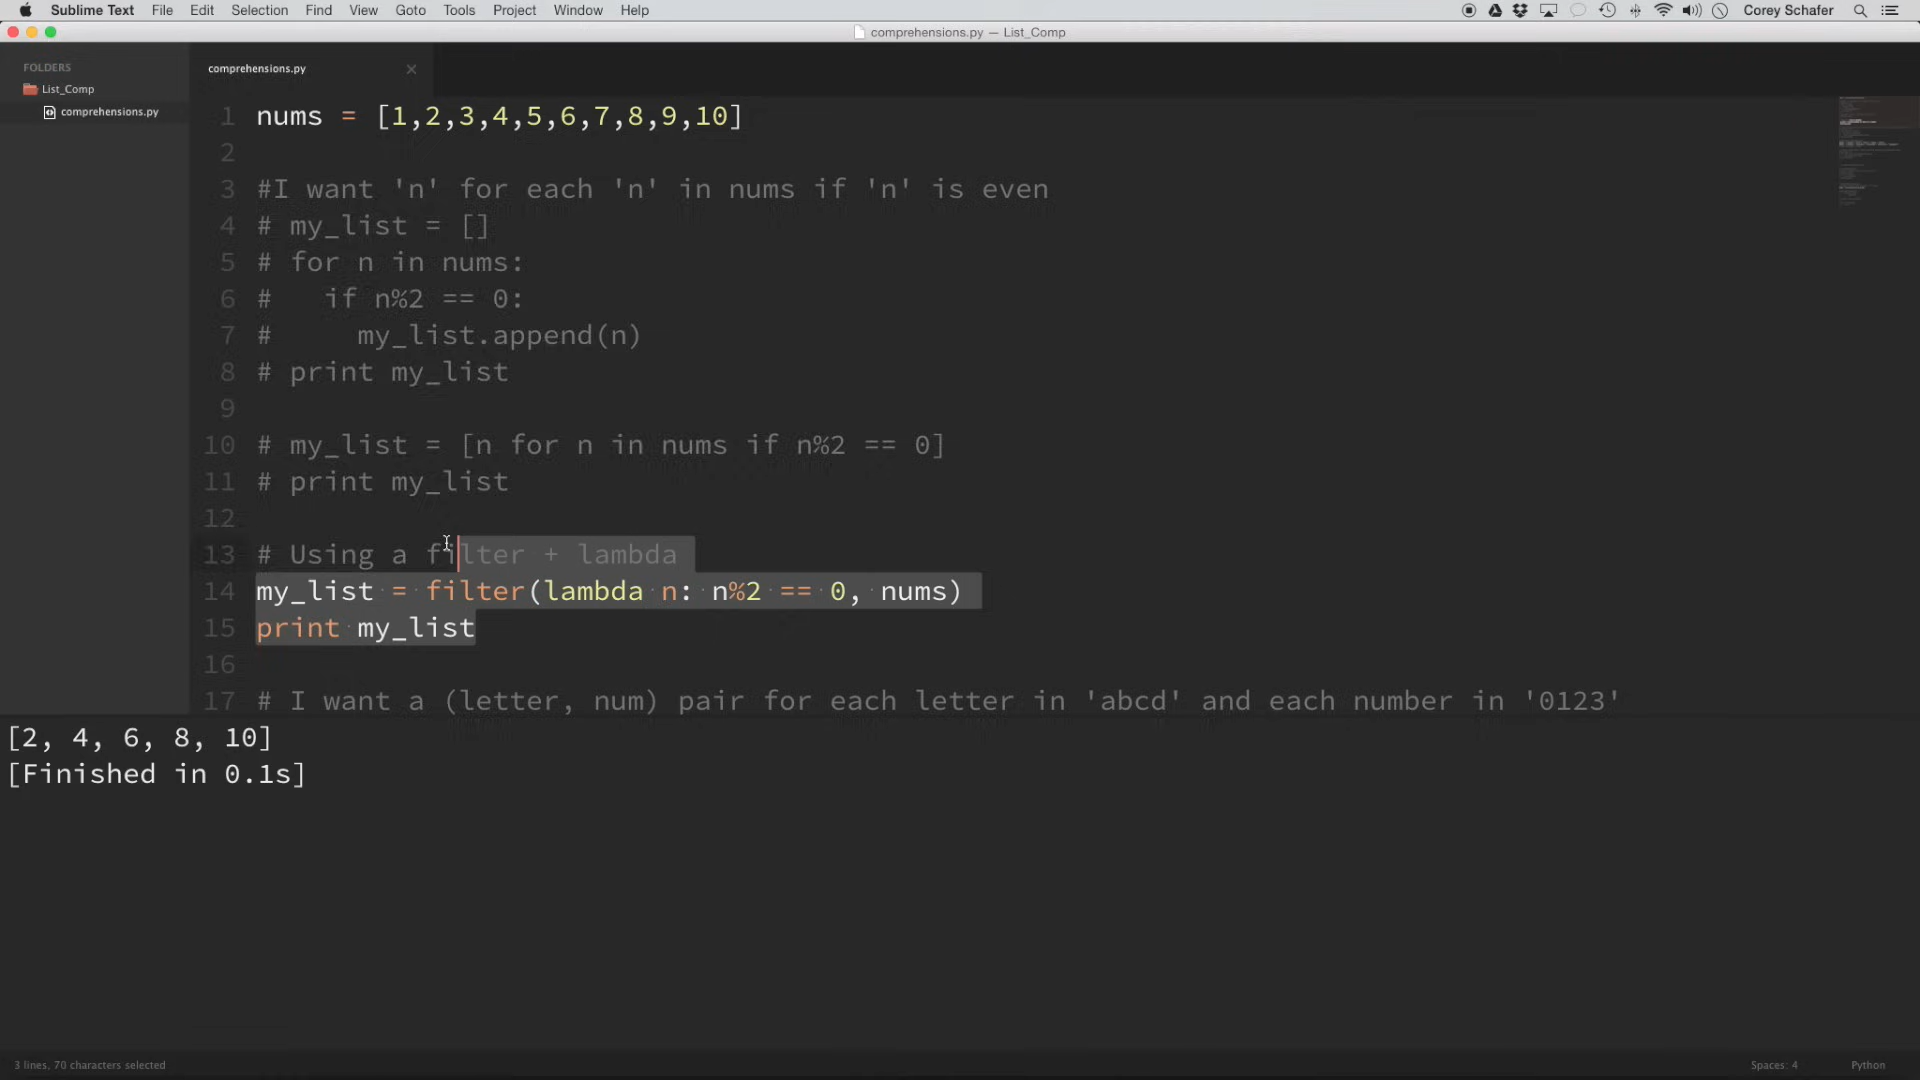 Sublime Text File Edit Selection Find View Goto Tools Project Window Help Corey Schafer
comprehensions.py — List_Comp
FOLDERS
List_Comp
comprehensions.py
comprehensions.py
1 nums = [1,2,3,4,5,6,7,8,9,10]
2
3 #I want 'n' for each 'n' in nums if 'n' is even
4 # my_list = []
5 # for n in nums:
6 #   if n%2 == 0:
7 #     my_list.append(n)
8 # print my_list
9
10 # my_list = [n for n in nums if n%2 == 0]
11 # print my_list
12
13 # Using a filter + lambda
14 my_list = filter(lambda n: n%2 == 0, nums)
15 print my_list
16
17 # I want a (letter, num) pair for each letter in 'abcd' and each number in '0123'
[2, 4, 6, 8, 10]
[Finished in 0.1s]
3 lines, 70 characters selected
Spaces: 4 Python